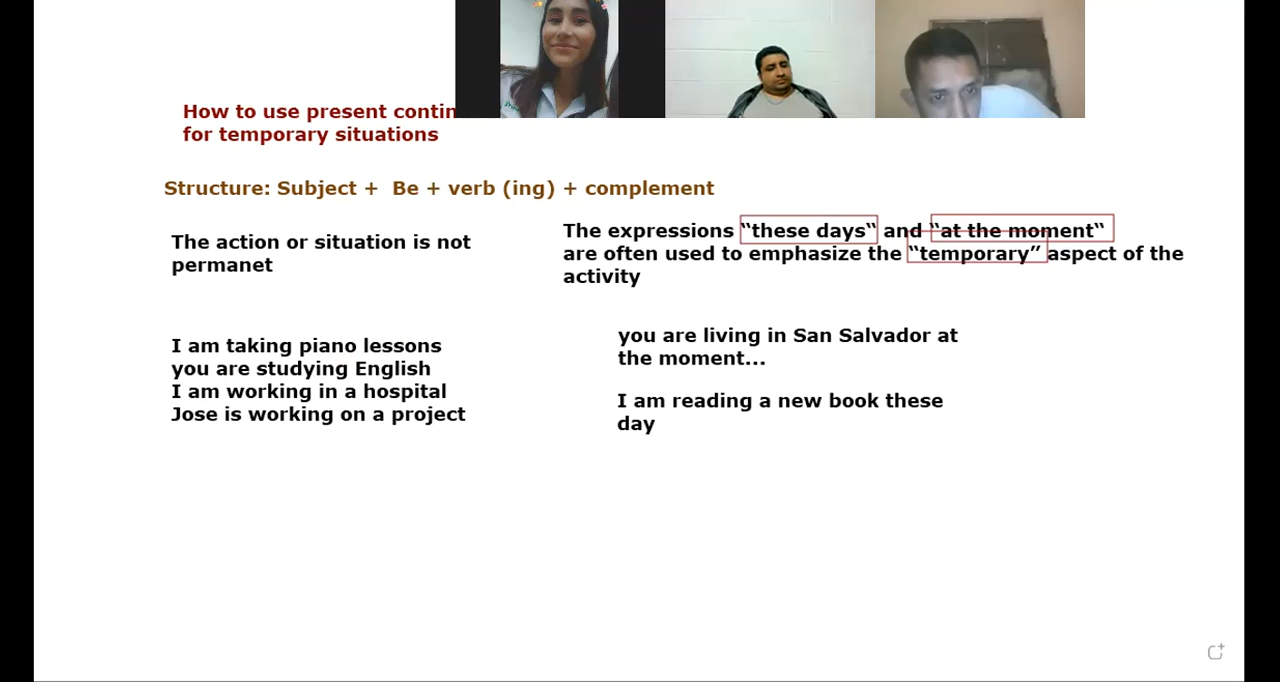 How to use present contin
for temporary situations
Structure: Subject + Be + verb (ing) + complement
The action or situation is not
permanet
The expressions “these days“ and “at the moment“
are often used to emphasize the “temporary” aspect of the
activity
I am taking piano lessons
you are studying English
I am working in a hospital
Jose is working on a project
you are living in San Salvador at
the moment...
I am reading a new book these
day